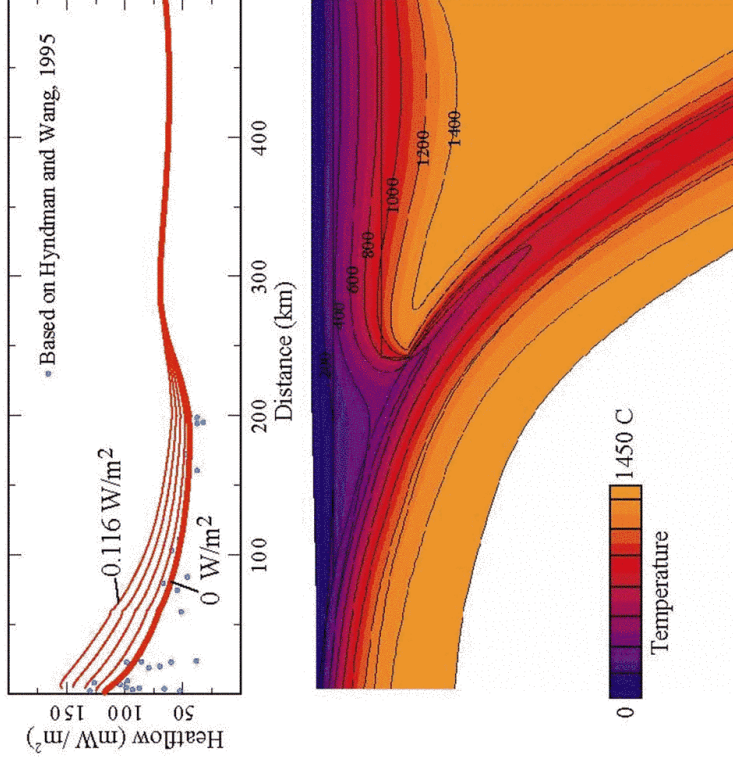 Based on Hyndman and Wang, 1995
0.116 W/m²
0 W/m²
150
100
50
Heatflow (mW/m²)
100
200
300
400
Distance (km)
200
400
600
800
1000
1200
1400
0
1450 C
Temperature